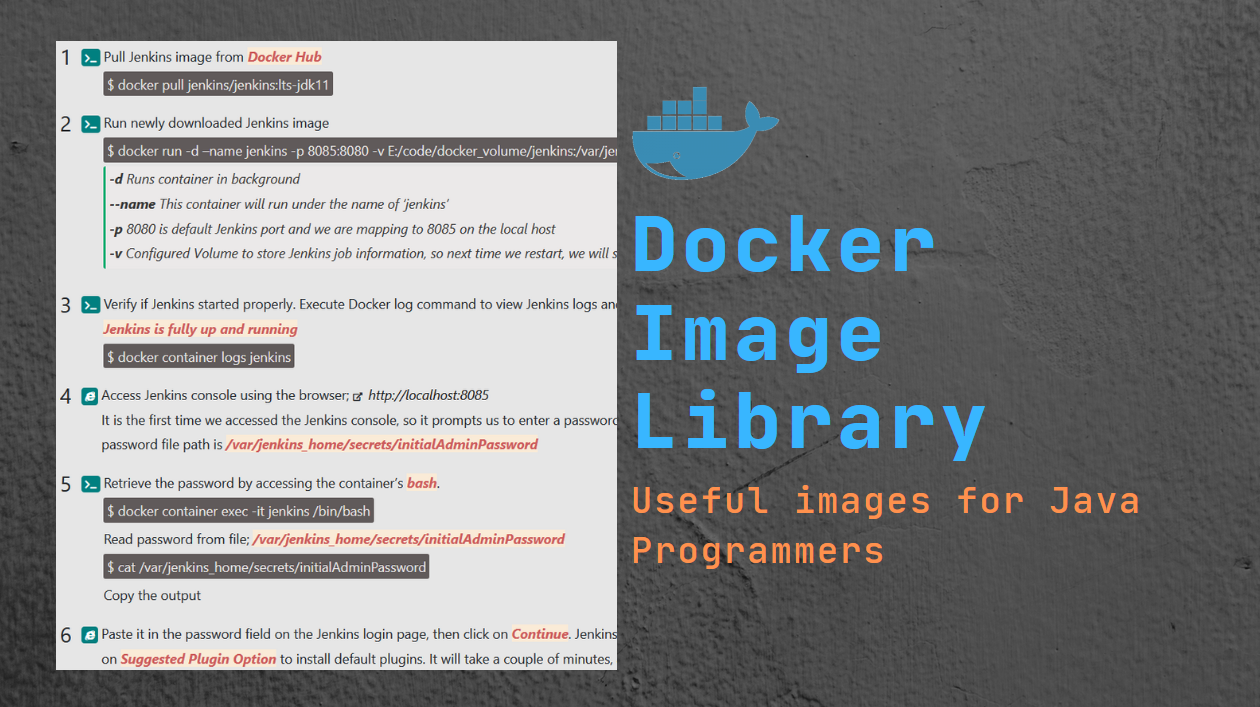 1 Pull Jenkins image from Docker Hub
$ docker pull jenkins/jenkins:lts-jdk11
2 Run newly downloaded Jenkins image
$ docker run -d –name jenkins -p 8085:8080 -v E:/code/docker_volume/jenkins:/var/jen
-d Runs container in background
--name This container will run under the name of ‘jenkins’
-p 8080 is default Jenkins port and we are mapping to 8085 on the local host
-v Configured Volume to store Jenkins job information, so next time we restart, we will s
3 Verify if Jenkins started properly. Execute Docker log command to view Jenkins logs an
Jenkins is fully up and running
$ docker container logs jenkins
4 Access Jenkins console using the browser; http://localhost:8085
It is the first time we accessed the Jenkins console, so it prompts us to enter a password
password file path is /var/jenkins_home/secrets/initialAdminPassword
5 Retrieve the password by accessing the container’s bash.
$ docker container exec -it jenkins /bin/bash
Read password from file; /var/jenkins_home/secrets/initialAdminPassword
$ cat /var/jenkins_home/secrets/initialAdminPassword
Copy the output
6 Paste it in the password field on the Jenkins login page, then click on Continue. Jenkins
on Suggested Plugin Option to install default plugins. It will take a couple of minutes,
Docker
Image
Library
Useful images for Java
Programmers